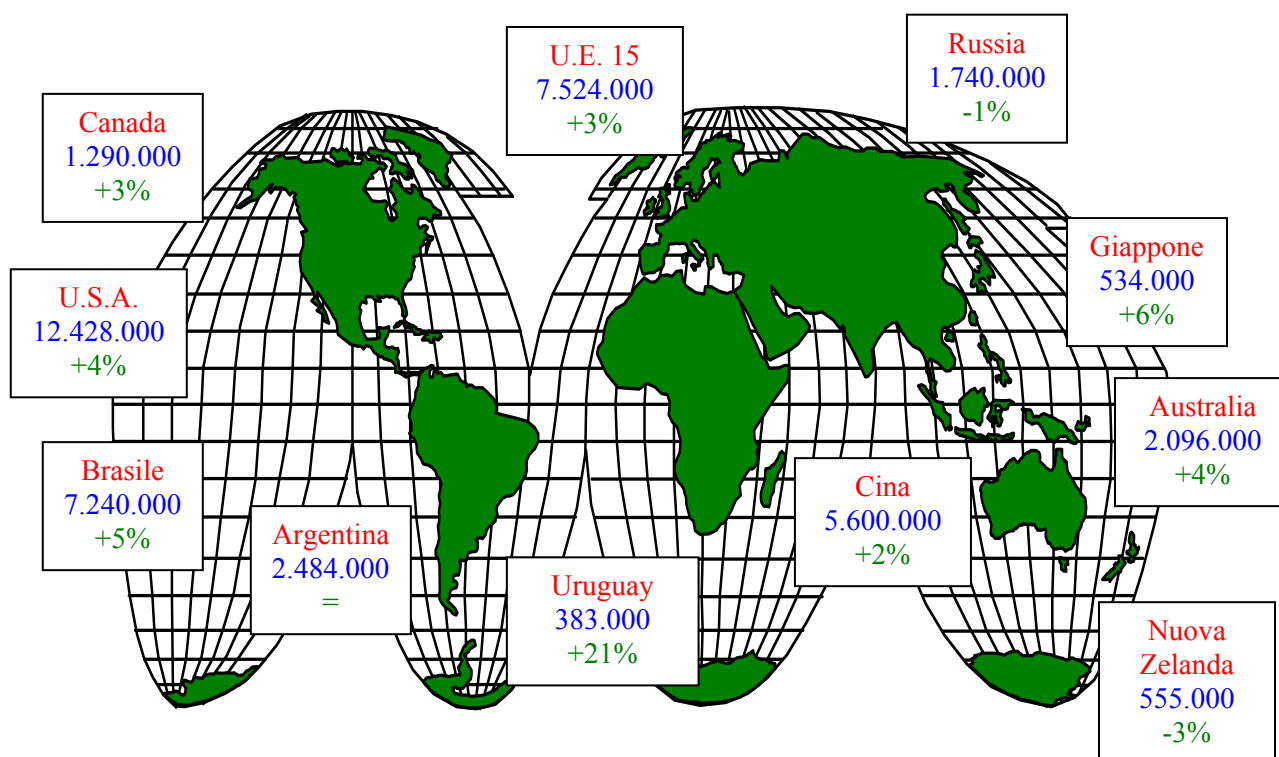 U.E. 15
7.524.000
+3%
Russia
1.740.000
-1%
Canada
1.290.000
+3%
Giappone
534.000
+6%
U.S.A.
12.428.000
+4%
Australia
2.096.000
+4%
Brasile
7.240.000
+5%
Cina
5.600.000
+2%
Argentina
2.484.000
=
Uruguay
383.000
+21%
Nuova
Zelanda
555.000
-3%